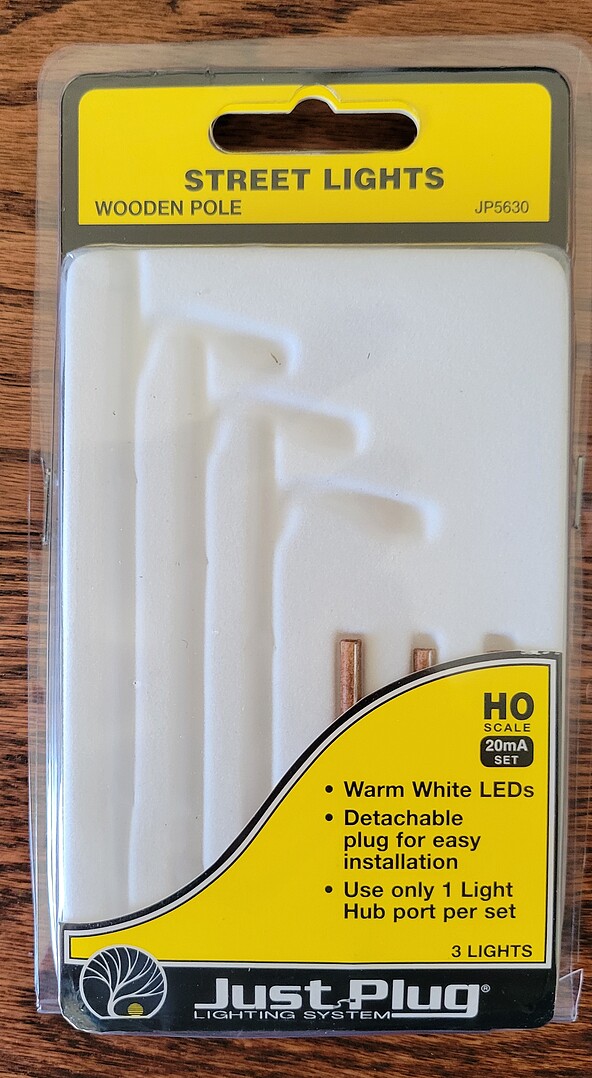 STREET LIGHTS
WOODEN POLE
JP5630
HO
SCALE
20mA
SET
• Warm White LEDs
• Detachable
plug for easy
installation
• Use only 1 Light
Hub port per set
3 LIGHTS
Just Plug®
LIGHTING SYSTEM